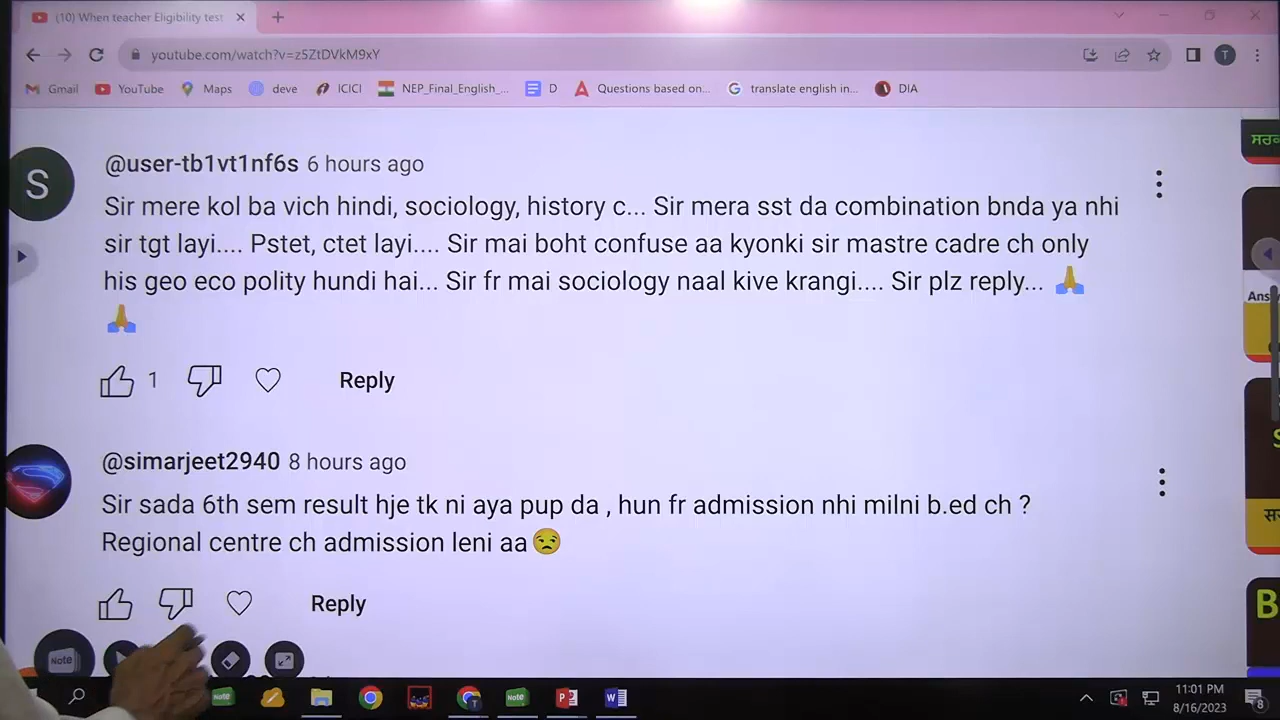 (10) When teacher Eligibility test
youtube.com/watch?v=z5ZtDVkM9xY
T
Gmail YouTube Maps deve ICICI NEP_Final_English_... D Questions based on... translate english in... DIA
@user-tb1vt1nf6s 6 hours ago
S
Sir mere kol ba vich hindi, sociology, history c... Sir mera sst da combination bnda ya nhi
sir tgt layi.... Pstet, ctet layi.... Sir mai boht confuse aa kyonki sir mastre cadre ch only
his geo eco polity hundi hai... Sir fr mai sociology naal kive krangi.... Sir plz reply... 🙏
🙏
1 Reply
@simarjeet2940 8 hours ago
Sir sada 6th sem result hje tk ni aya pup da , hun fr admission nhi milni b.ed ch ?
Regional centre ch admission leni aa😒
Reply
Ans
B
Note
Note Note
11:01 PM
8/16/2023
8